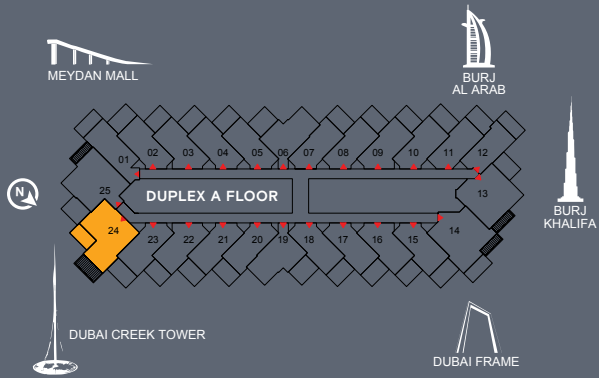 MEYDAN MALL
BURJ
AL ARAB
01
02
03
04
05
06
07
08
09
10
11
12
N
25
DUPLEX A FLOOR
13
BURJ
KHALIFA
24
23
22
21
20
19
18
17
16
15
14
DUBAI CREEK TOWER
DUBAI FRAME